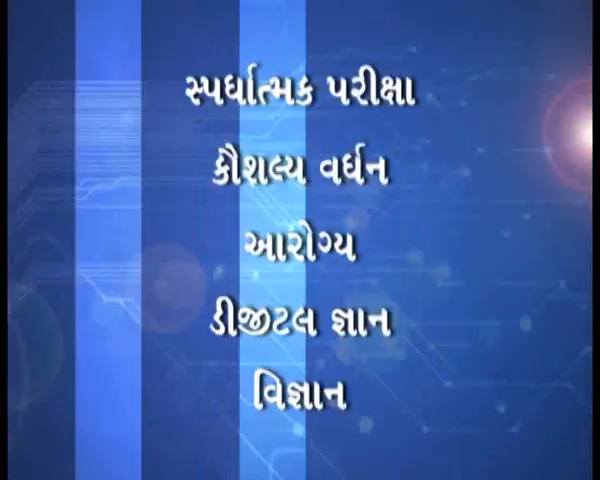 સ્પર્ધાત્મક પરીક્ષા
કૌશલ્ય વર્ધન
આરોગ્ય
ડીજીટલ જ્ઞાન
વિજ્ઞાન